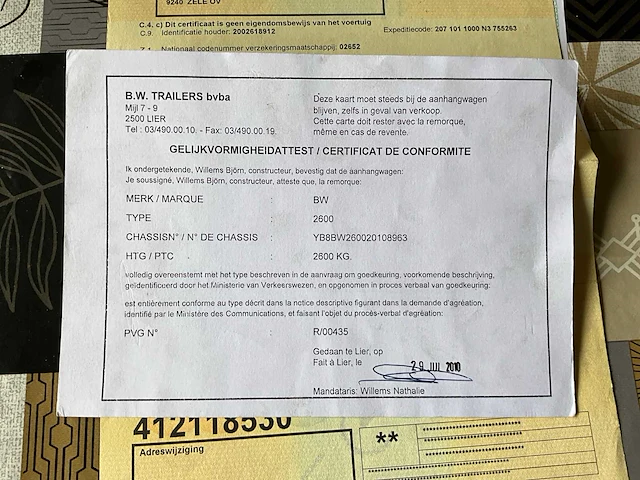 9240 ZELE OV
C.4. c) Dit certificaat is geen eigendomsbewijs van het voertuig
C.9. Identificatie houder: 2002618912
Expeditiecode: 207 101 1000 N3 755263
Z.1. Nationaal codenummer verzekeringsmaatschappij: 02652
B.W. TRAILERS bvba
Mijl 7 - 9
2500 LIER
Tel : 03/490.00.10. - Fax: 03/490.00.19.
Deze kaart moet steeds bij de aanhangwagen
blijven, zelfs in geval van verkoop.
Cette carte doit rester avec la remorque,
même en cas de revente.
GELIJKVORMIGHEIDATTEST / CERTIFICAT DE CONFORMITE
Ik ondergetekende, Willems Björn, constructeur, bevestig dat de aanhangwagen:
Je soussigné, Willems Björn, constructeur, atteste que, la remorque:
MERK / MARQUE : BW
TYPE : 2600
CHASSISN° / N° DE CHASSIS : YB8BW260020108963
HTG / PTC : 2600 KG.
volledig overeenstemt met het type beschreven in de aanvraag om goedkeuring, voorkomende beschrijving,
geïdentificeerd door het Ministerie van Verkeerswezen, en opgenomen in proces verbaal van goedkeuring:
est entièrement conforme au type décrit dans la notice descriptive figurant dans la demande d'agréation,
identifié par le Ministère des Communications, et faisant l'objet du procès-verbal d'agréation:
PVG N° : R/00435
Gedaan te Lier, op
Fait à Lier, le
29 JUL 2010
Mandataris: Willems Nathalie
412118530
Adreswijziging
**